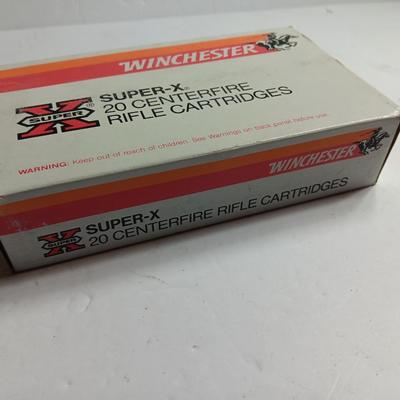 WINCHESTER
X® SUPER
SUPER-X®
20 CENTERFIRE
RIFLE CARTRIDGES
WARNING: Keep out of reach of children. See Warnings on back panel before use.
WINCHESTER
X SUPER
SUPER-X
20 CENTERFIRE RIFLE CARTRIDGES